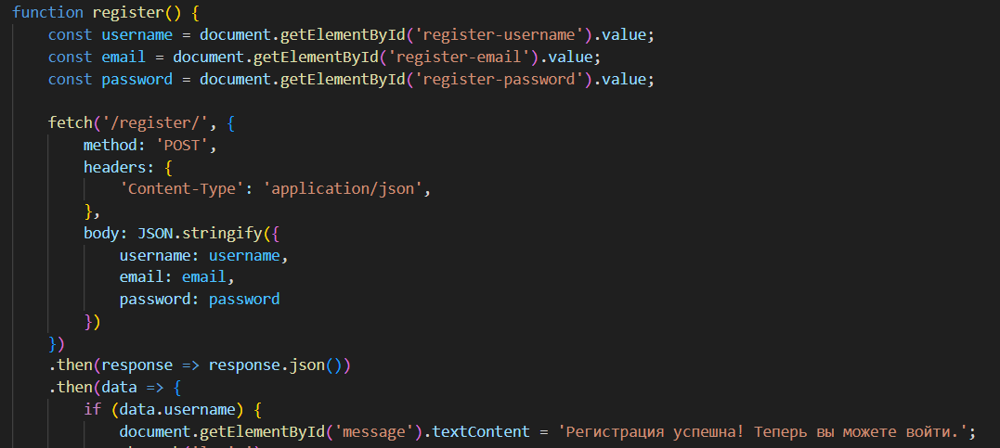 function register() {
    const username = document.getElementById('register-username').value;
    const email = document.getElementById('register-email').value;
    const password = document.getElementById('register-password').value;

    fetch('/register/', {
        method: 'POST',
        headers: {
            'Content-Type': 'application/json',
        },
        body: JSON.stringify({
            username: username,
            email: email,
            password: password
        })
    })
    .then(response => response.json())
    .then(data => {
        if (data.username) {
            document.getElementById('message').textContent = 'Регистрация успешна! Теперь вы можете войти.';